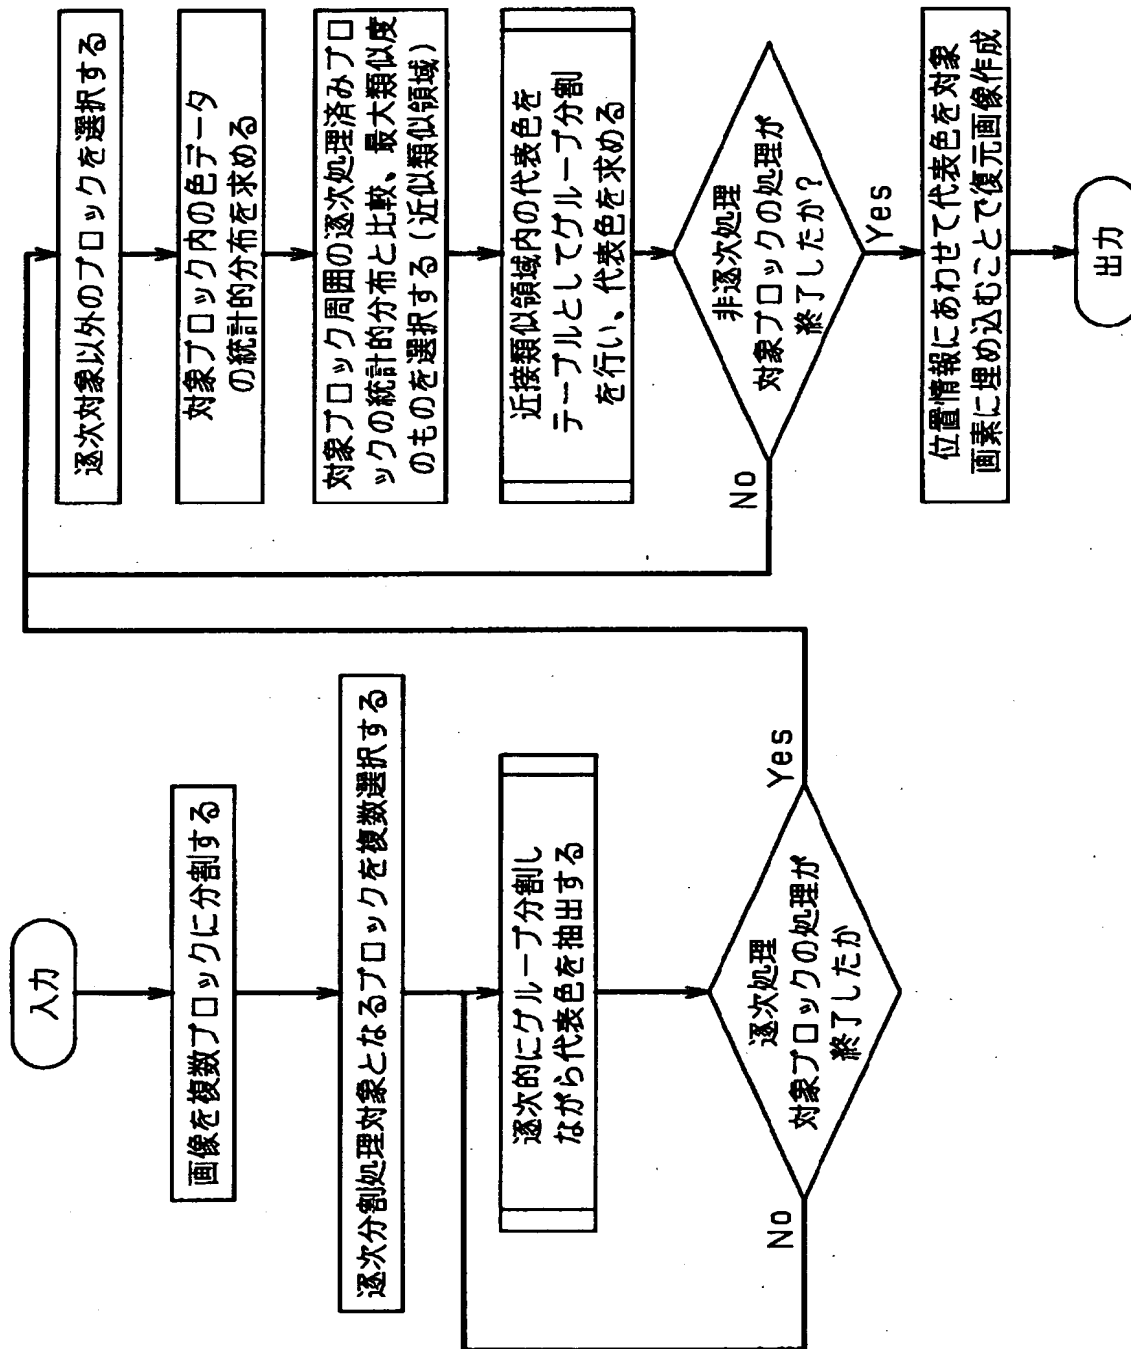 入力
画像を複数ブロックに分割する
逐次分割処理対象となるブロックを複数選択する
逐次的にグループ分割し
ながら代表色を抽出する
逐次処理
対象ブロックの処理が
終了したか
No
Yes
逐次対象以外のブロックを選択する
対象ブロック内の色データ
の統計的分布を求める
対象ブロック周囲の逐次処理済みブロ
ックの統計的分布と比較、最大類似度
のものを選択する(近似類似領域)
近接類似領域内の代表色を
テーブルとしてグループ分割
を行い、代表色を求める
非逐次処理
対象ブロックの処理が
終了したか?
No
Yes
位置情報にあわせて代表色を対象
画素に埋め込むことで復元画像作成
出力